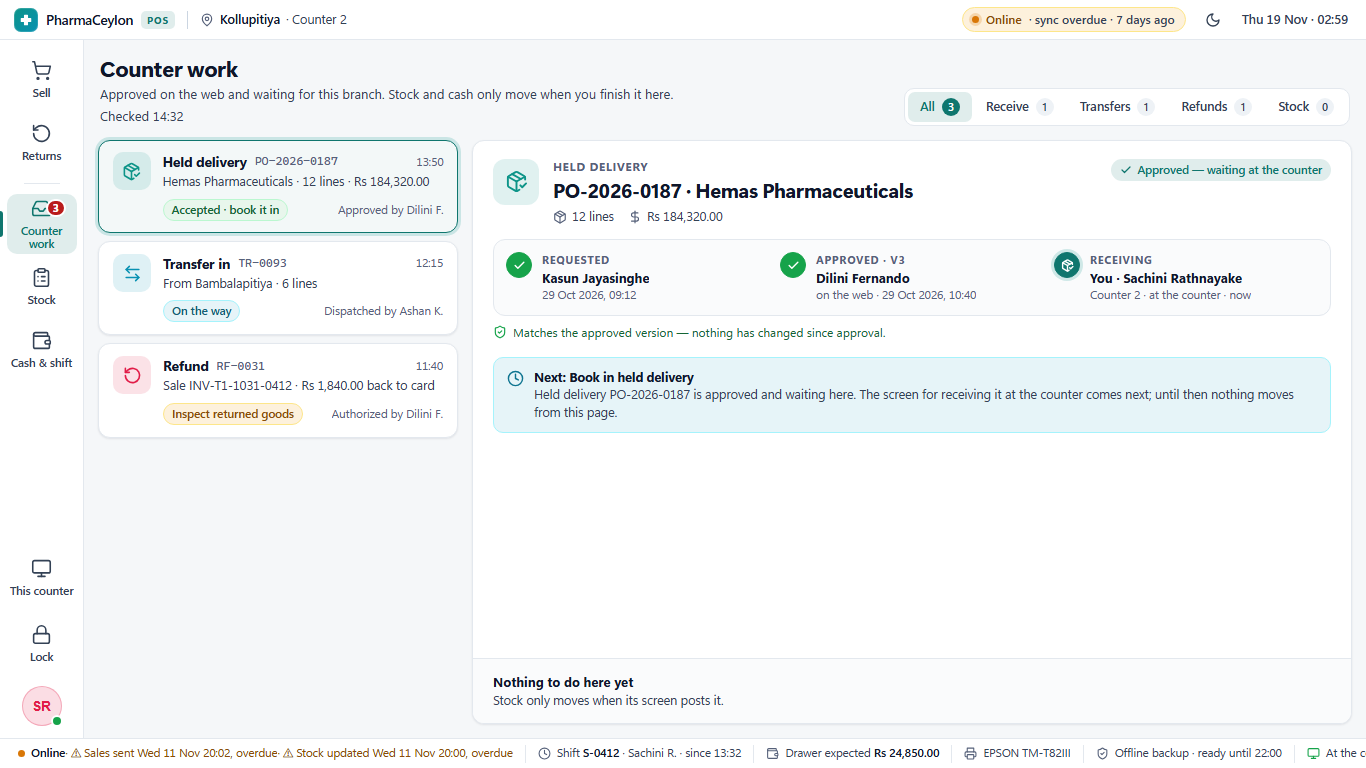 PharmaCeylon POS
Kollupitiya · Counter 2
Online · sync overdue · 7 days ago
Thu 19 Nov · 02:59
Sell
Returns
3
Counter work
Stock
Cash & shift
This counter
Lock
SR
Counter work
Approved on the web and waiting for this branch. Stock and cash only move when you finish it here.
Checked 14:32
All 3
Receive 1
Transfers 1
Refunds 1
Stock 0
Held delivery PO-2026-0187 13:50
Hemas Pharmaceuticals · 12 lines · Rs 184,320.00
Accepted · book it in Approved by Dilini F.
Transfer in TR-0093 12:15
From Bambalapitiya · 6 lines
On the way Dispatched by Ashan K.
Refund RF-0031 11:40
Sale INV-T1-1031-0412 · Rs 1,840.00 back to card
Inspect returned goods Authorized by Dilini F.
HELD DELIVERY
Approved — waiting at the counter
PO-2026-0187 · Hemas Pharmaceuticals
12 lines Rs 184,320.00
REQUESTED
Kasun Jayasinghe
29 Oct 2026, 09:12
APPROVED · V3
Dilini Fernando
on the web · 29 Oct 2026, 10:40
RECEIVING
You · Sachini Rathnayake
Counter 2 · at the counter · now
Matches the approved version — nothing has changed since approval.
Next: Book in held delivery
Held delivery PO-2026-0187 is approved and waiting here. The screen for receiving it at the counter comes next; until then nothing moves
from this page.
Nothing to do here yet
Stock only moves when its screen posts it.
Online · ⚠ Sales sent Wed 11 Nov 20:02, overdue · ⚠ Stock updated Wed 11 Nov 20:00, overdue
Shift S-0412 · Sachini R. · since 13:32
Drawer expected Rs 24,850.00
EPSON TM-T82III
Offline backup · ready until 22:00
At the c